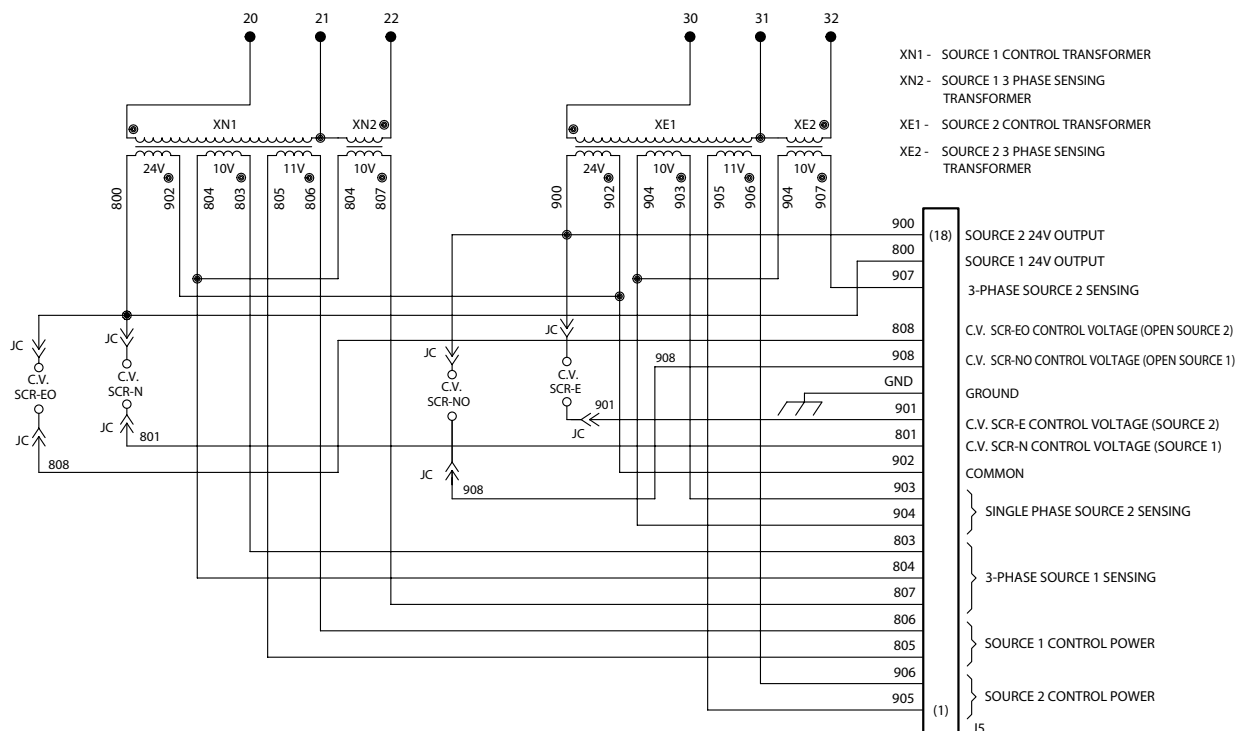 20 21 22 30 31 32
XN1 - SOURCE 1 CONTROL TRANSFORMER
XN2 - SOURCE 1 3 PHASE SENSING
TRANSFORMER
XE1 - SOURCE 2 CONTROL TRANSFORMER
XE2 - SOURCE 2 3 PHASE SENSING
TRANSFORMER
XN1 XN2 XE1 XE2
24V 10V 11V 10V 24V 10V 11V 10V
800 902 804 803 805 806 804 807 900 902 904 903 905 906 904 907
900 (18) SOURCE 2 24V OUTPUT
800 SOURCE 1 24V OUTPUT
907 3-PHASE SOURCE 2 SENSING
808 C.V. SCR-EO CONTROL VOLTAGE (OPEN SOURCE 2)
908 C.V. SCR-NO CONTROL VOLTAGE (OPEN SOURCE 1)
GND GROUND
901 C.V. SCR-E CONTROL VOLTAGE (SOURCE 2)
801 C.V. SCR-N CONTROL VOLTAGE (SOURCE 1)
902 COMMON
903
904 SINGLE PHASE SOURCE 2 SENSING
803
804 3-PHASE SOURCE 1 SENSING
807
806
805 SOURCE 1 CONTROL POWER
906
905 SOURCE 2 CONTROL POWER
(1)
J5
JC JC JC JC
C.V.
SCR-EO
C.V.
SCR-N
C.V.
SCR-NO
C.V.
SCR-E
908
901
JC JC JC JC
801
808
908